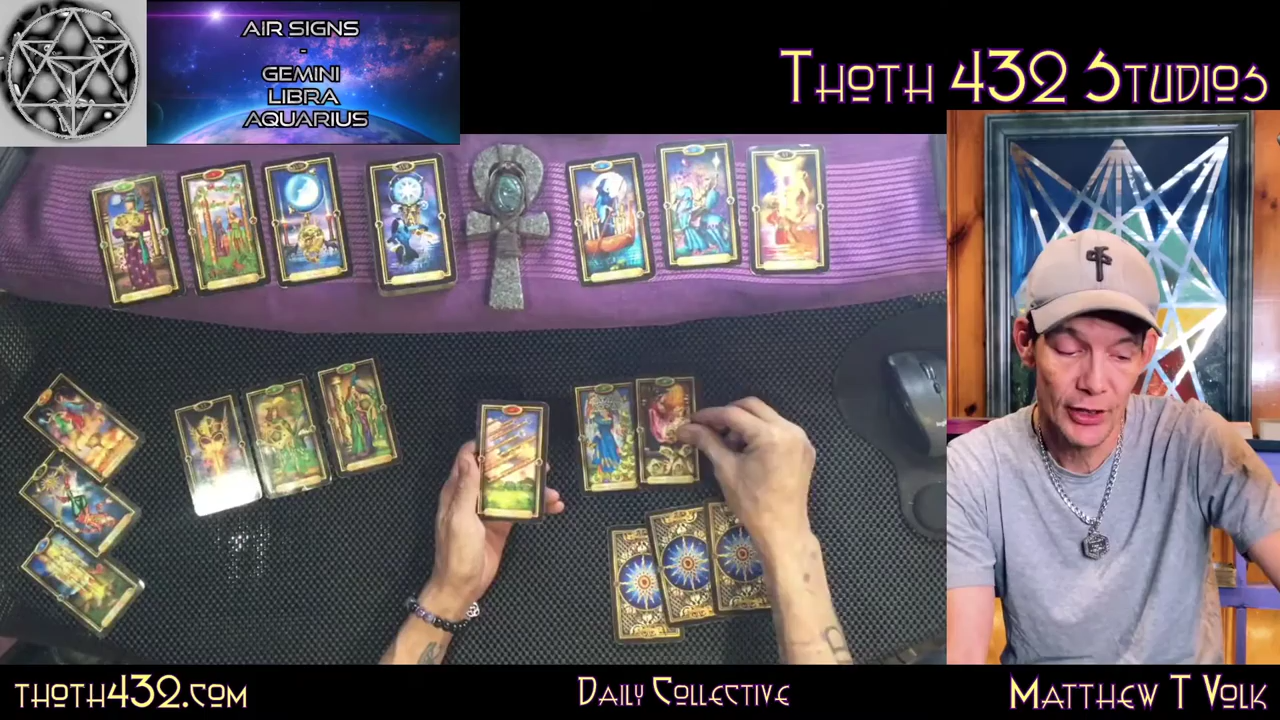 AIR SIGNS
-
GEMINI
LIBRA
AQUARIUS
Thoth 432 Studios
thoth432.com
Daily Collective
Matthew T Volk